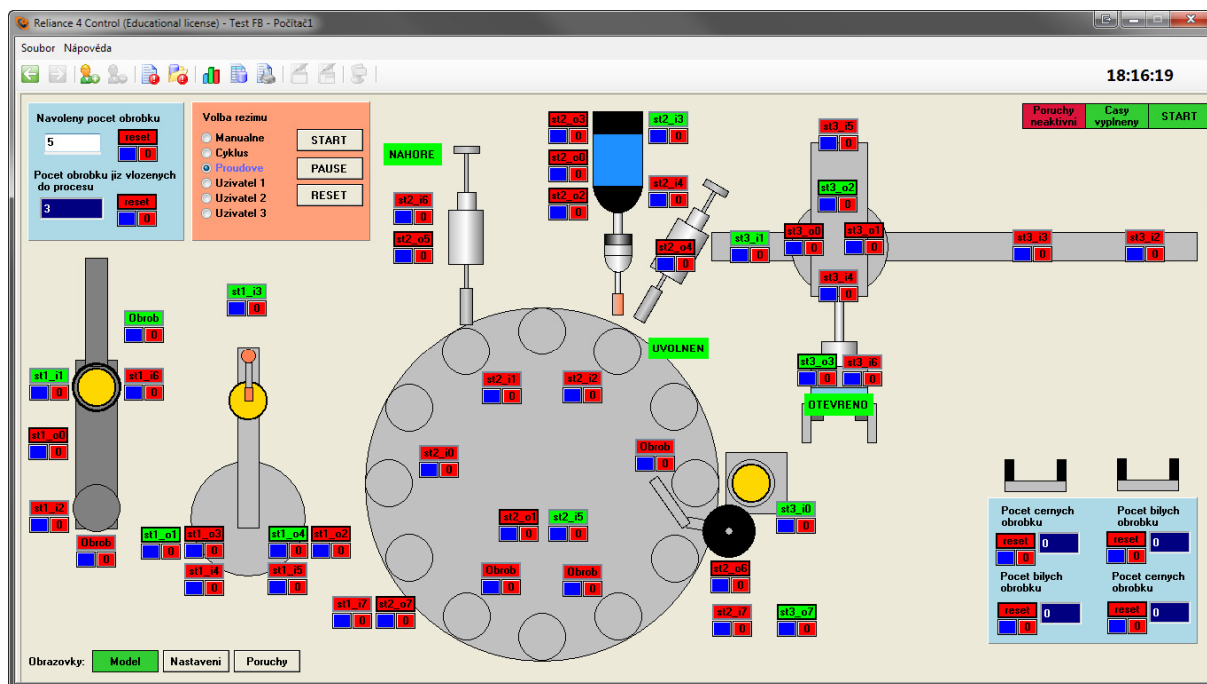 Reliance 4 Control (Educational license) - Test FB - Počítač1
Soubor Nápověda
18:16:19
Navoleny pocet obrobku
5
reset
0
Pocet obrobku jiz vlozenych
do procesu
3
reset
0
Volba rezimu
Manualne
Cyklus
Proudove
Uzivatel 1
Uzivatel 2
Uzivatel 3
START
PAUSE
RESET
NAHORE
st2_i6
0
st2_o5
0
st2_o3
0
st2_o0
0
st2_o2
0
st2_i3
0
st2_i4
0
st2_o4
0
Poruchy
neaktivní
Casy
vyplneny
START
st3_i5
0
st3_o2
0
st3_i1
0
st3_o0
0
st3_o1
0
st3_i3
0
st3_i2
0
st3_i4
0
st3_o3
0
st3_i6
0
OTEVRENO
UVOLNEN
st1_i3
0
Obrob
0
st1_i1
0
st1_i6
0
st1_o0
0
st1_i2
0
Obrob
0
st1_o1
0
st1_o3
0
st1_o4
0
st1_o2
0
st1_i4
0
st1_i5
0
st1_i7
0
st2_o7
0
st2_i1
0
st2_i2
0
st2_i0
0
Obrob
0
st2_o1
0
st2_i5
0
Obrob
0
Obrob
0
st3_i0
0
st2_o6
0
st2_i7
0
st3_o7
0
Pocet cernych
obrobku
reset
0
0
Pocet bilych
obrobku
reset
0
0
Pocet bilych
obrobku
reset
0
0
Pocet cernych
obrobku
reset
0
0
Obrazovky:
Model
Nastaveni
Poruchy